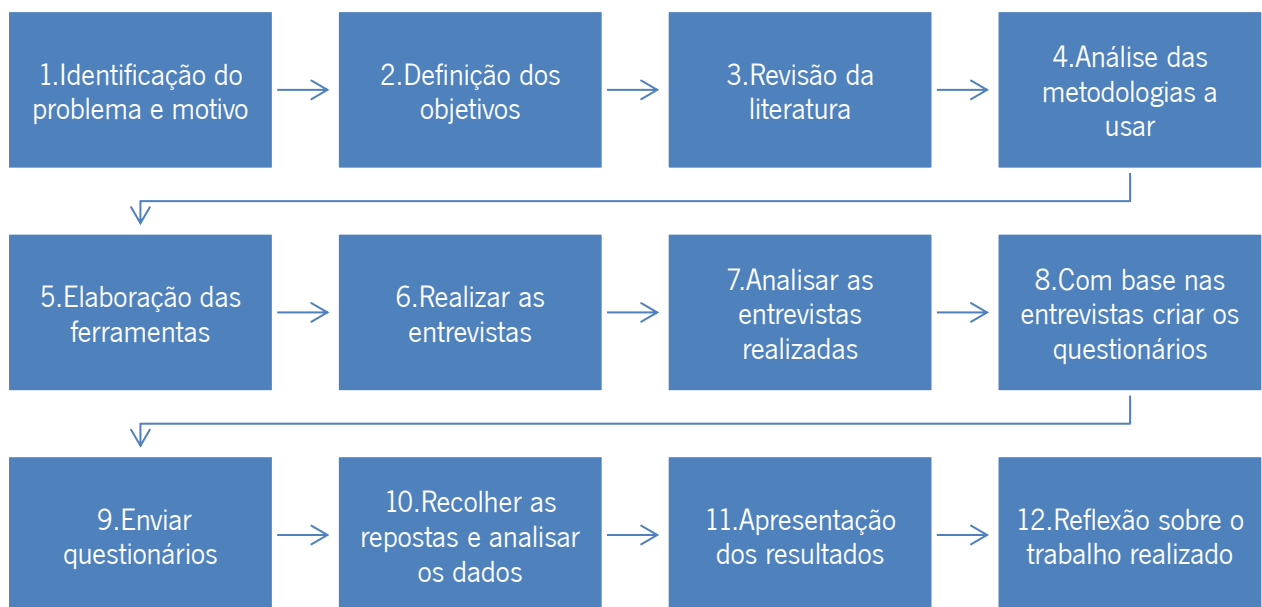 1.Identificação do
problema e motivo
2.Definição dos
objetivos
3.Revisão da
literatura
4.Análise das
metodologias a
usar
5.Elaboração das
ferramentas
6.Realizar as
entrevistas
7.Analisar as
entrevistas
realizadas
8.Com base nas
entrevistas criar os
questionários
9.Enviar
questionários
10.Recolher as
repostas e analisar
os dados
11.Apresentação
dos resultados
12.Reflexão sobre o
trabalho realizado